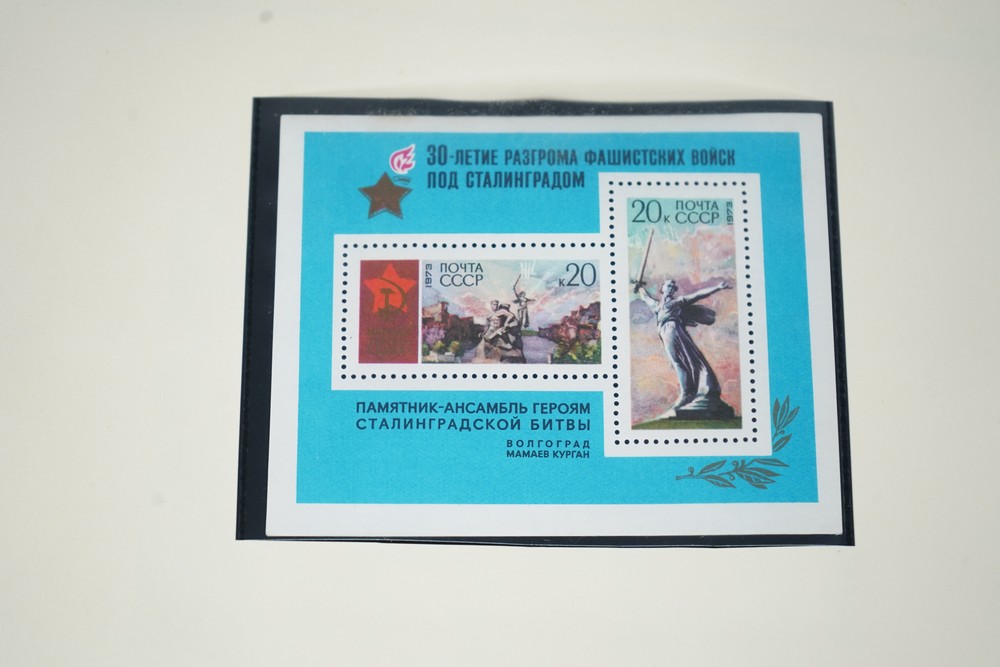 30-ЛЕТИЕ РАЗГРОМА ФАШИСТСКИХ ВОЙСК
ПОД СТАЛИНГРАДОМ
1973
ПОЧТА
СССР
к20
20к
ПОЧТА
СССР
1973
ПАМЯТНИК-АНСАМБЛЬ ГЕРОЯМ
СТАЛИНГРАДСКОЙ БИТВЫ
ВОЛГОГРАД
МАМАЕВ КУРГАН